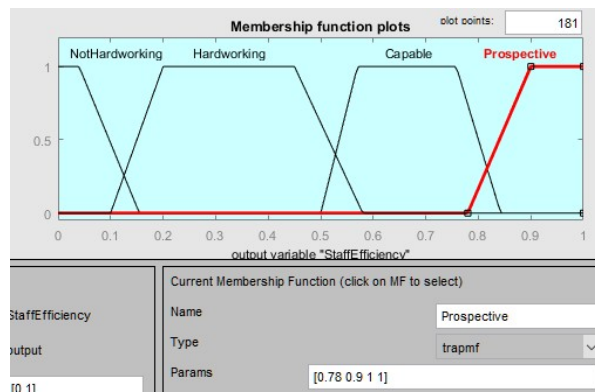 Membership function plots
plot points: 181
NotHardworking Hardworking Capable Prospective
1
0.5
0
0 0.1 0.2 0.3 0.4 0.5 0.6 0.7 0.8 0.9 1
output variable "StaffEfficiency"
Current Membership Function (click on MF to select)
StaffEfficiency
Name
Prospective
output
Type
trapmf
Params
[0.78 0.9 1 1]
[0 1]